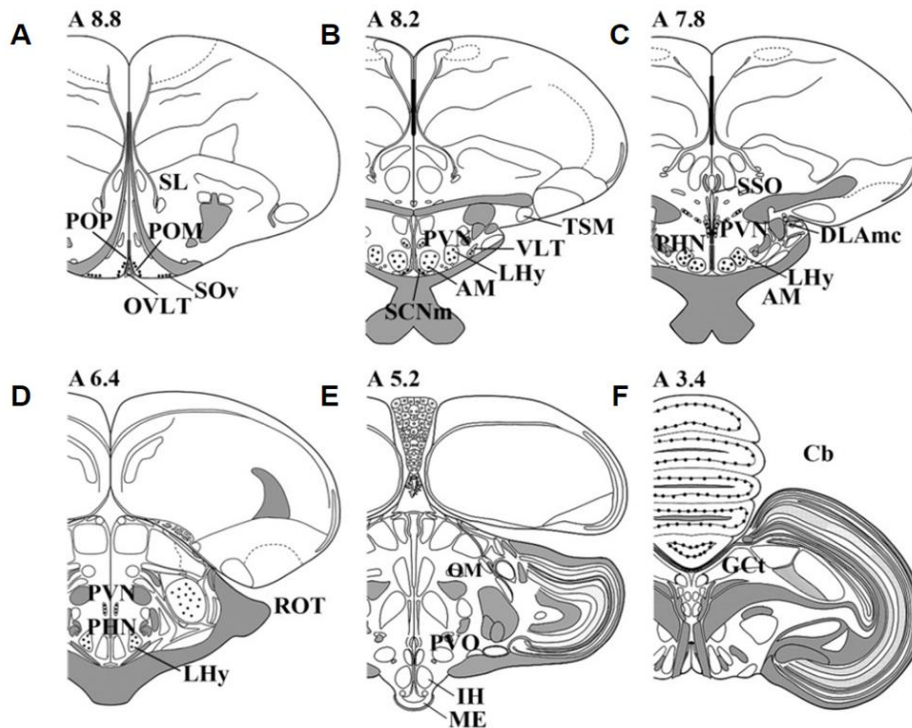 A
A 8.8
SL
POP
POM
SOv
OVLT
B
A 8.2
TSM
PVN
VLT
LHy
AM
SCNm
C
A 7.8
SSO
PHN
PVN
DLAmc
LHy
AM
D
A 6.4
PVN
ROT
PHN
LHy
E
A 5.2
OM
PVO
IH
ME
F
A 3.4
Cb
GCt